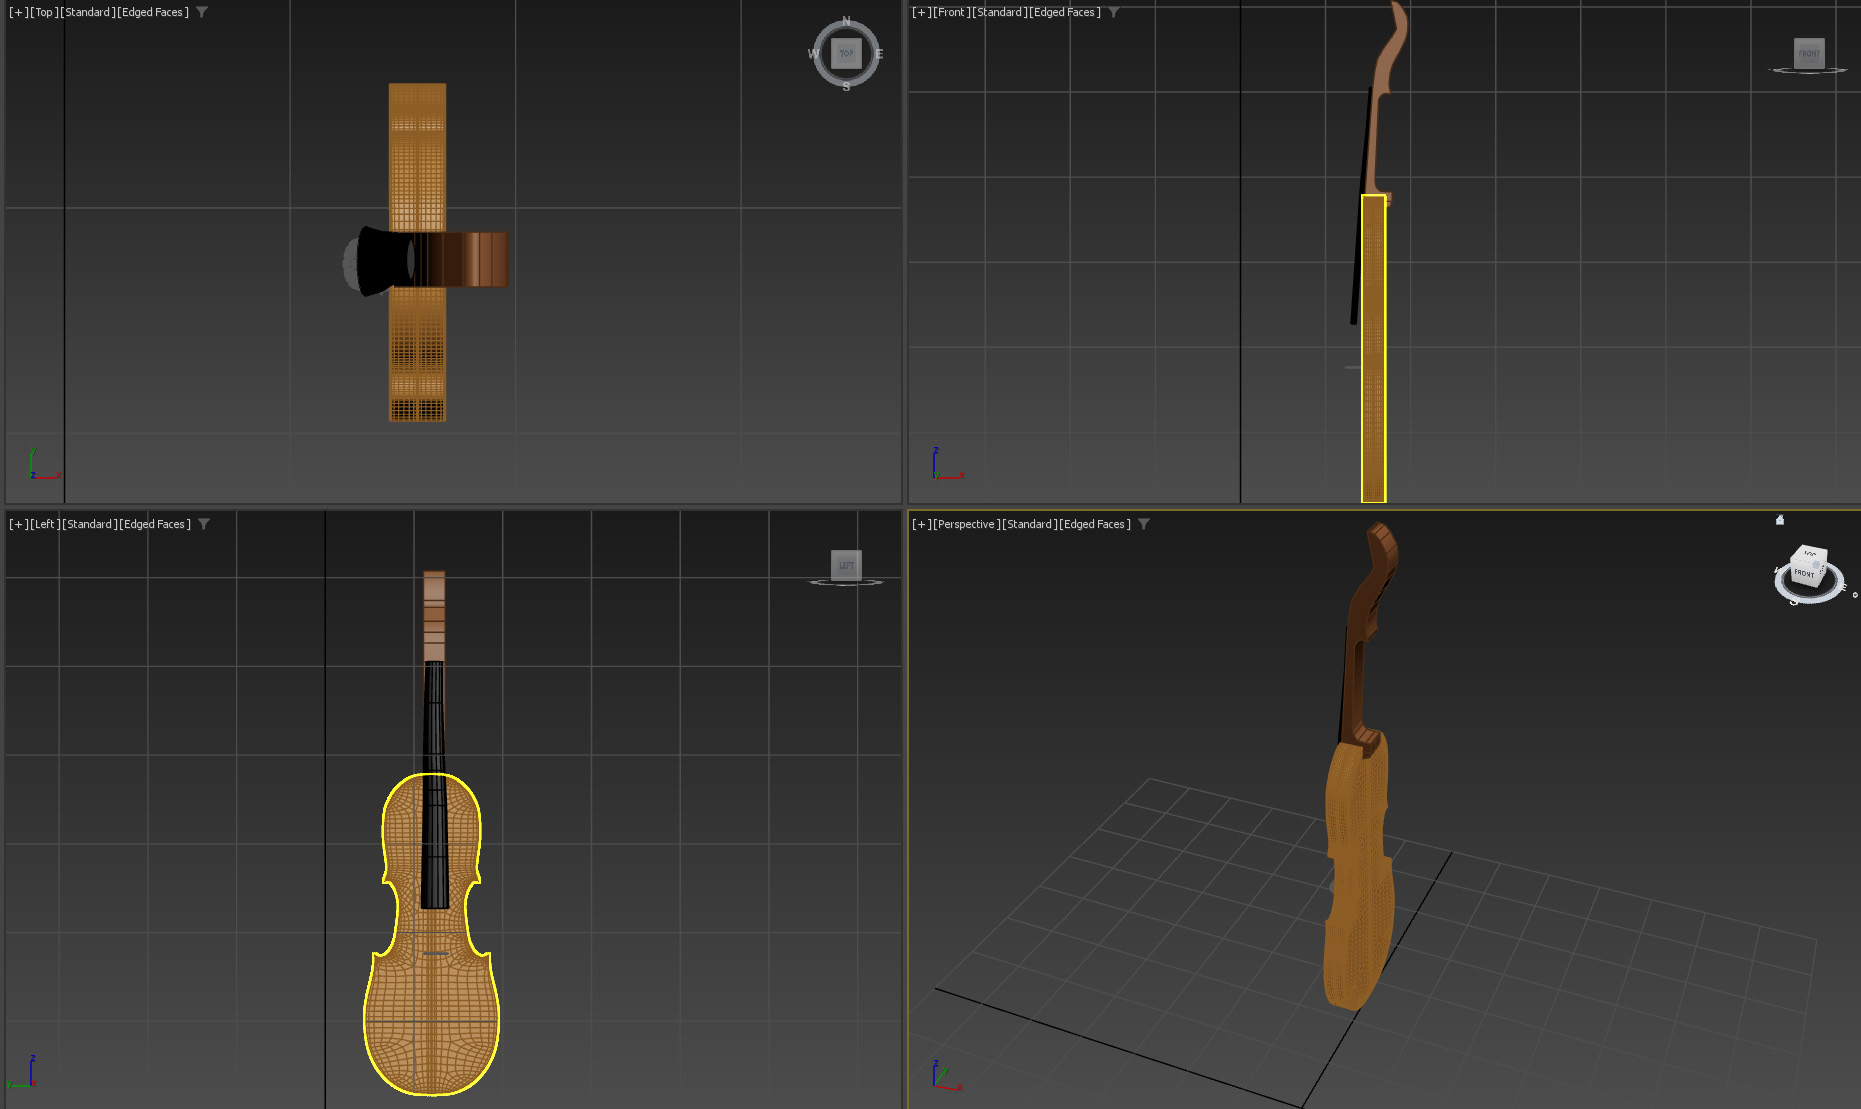 [+][Top][Standard][Edged Faces]
N
W TOP E
S
y
z x
[+][Front][Standard][Edged Faces]
FRONT
z
y x
[+][Left][Standard][Edged Faces]
LEFT
z
y x
[+][Perspective][Standard][Edged Faces]
TOP
FRONT
S
z
y
x